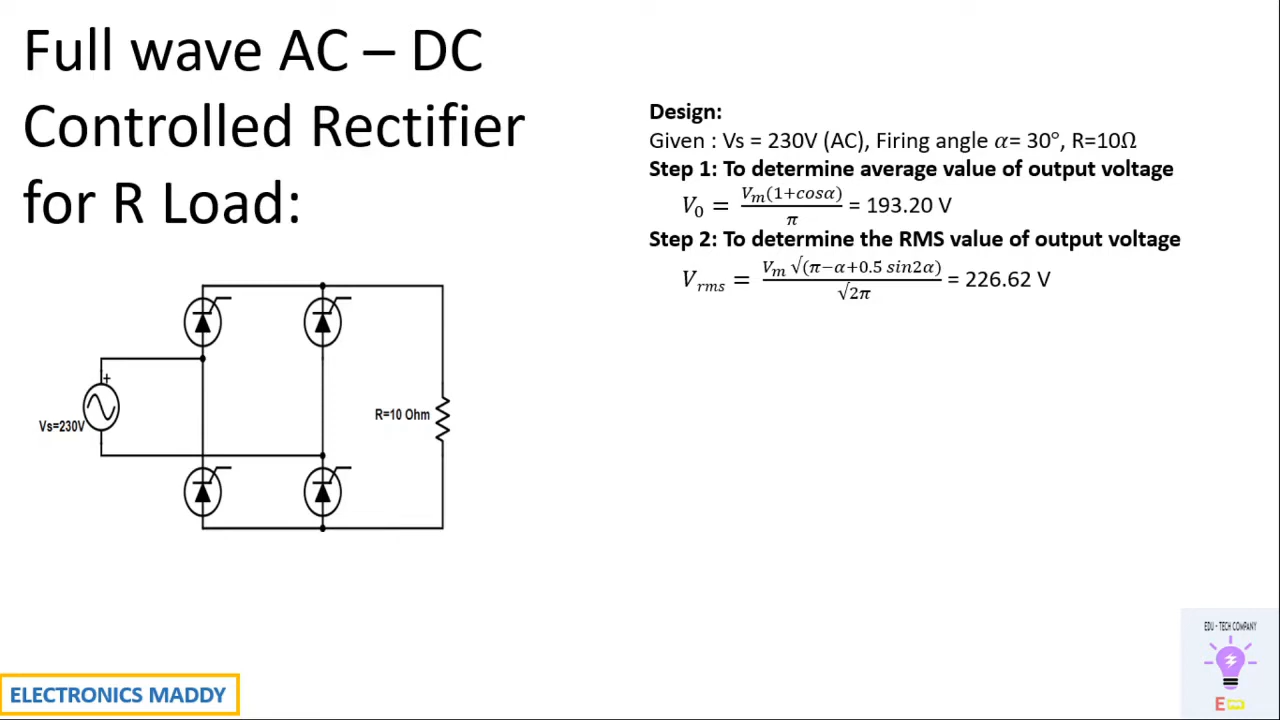 Full wave AC – DC
Controlled Rectifier
for R Load:
Design:
Given : Vs = 230V (AC), Firing angle α= 30°, R=10Ω
Step 1: To determine average value of output voltage
V₀ = Vₘ(1+cosα)/π = 193.20 V
Step 2: To determine the RMS value of output voltage
Vᵣₘₛ = Vₘ √(π−α+0.5 sin2α)/√2π = 226.62 V
+
Vs=230V
R=10 Ohm
ELECTRONICS MADDY
EDU - TECH COMPANY
Em